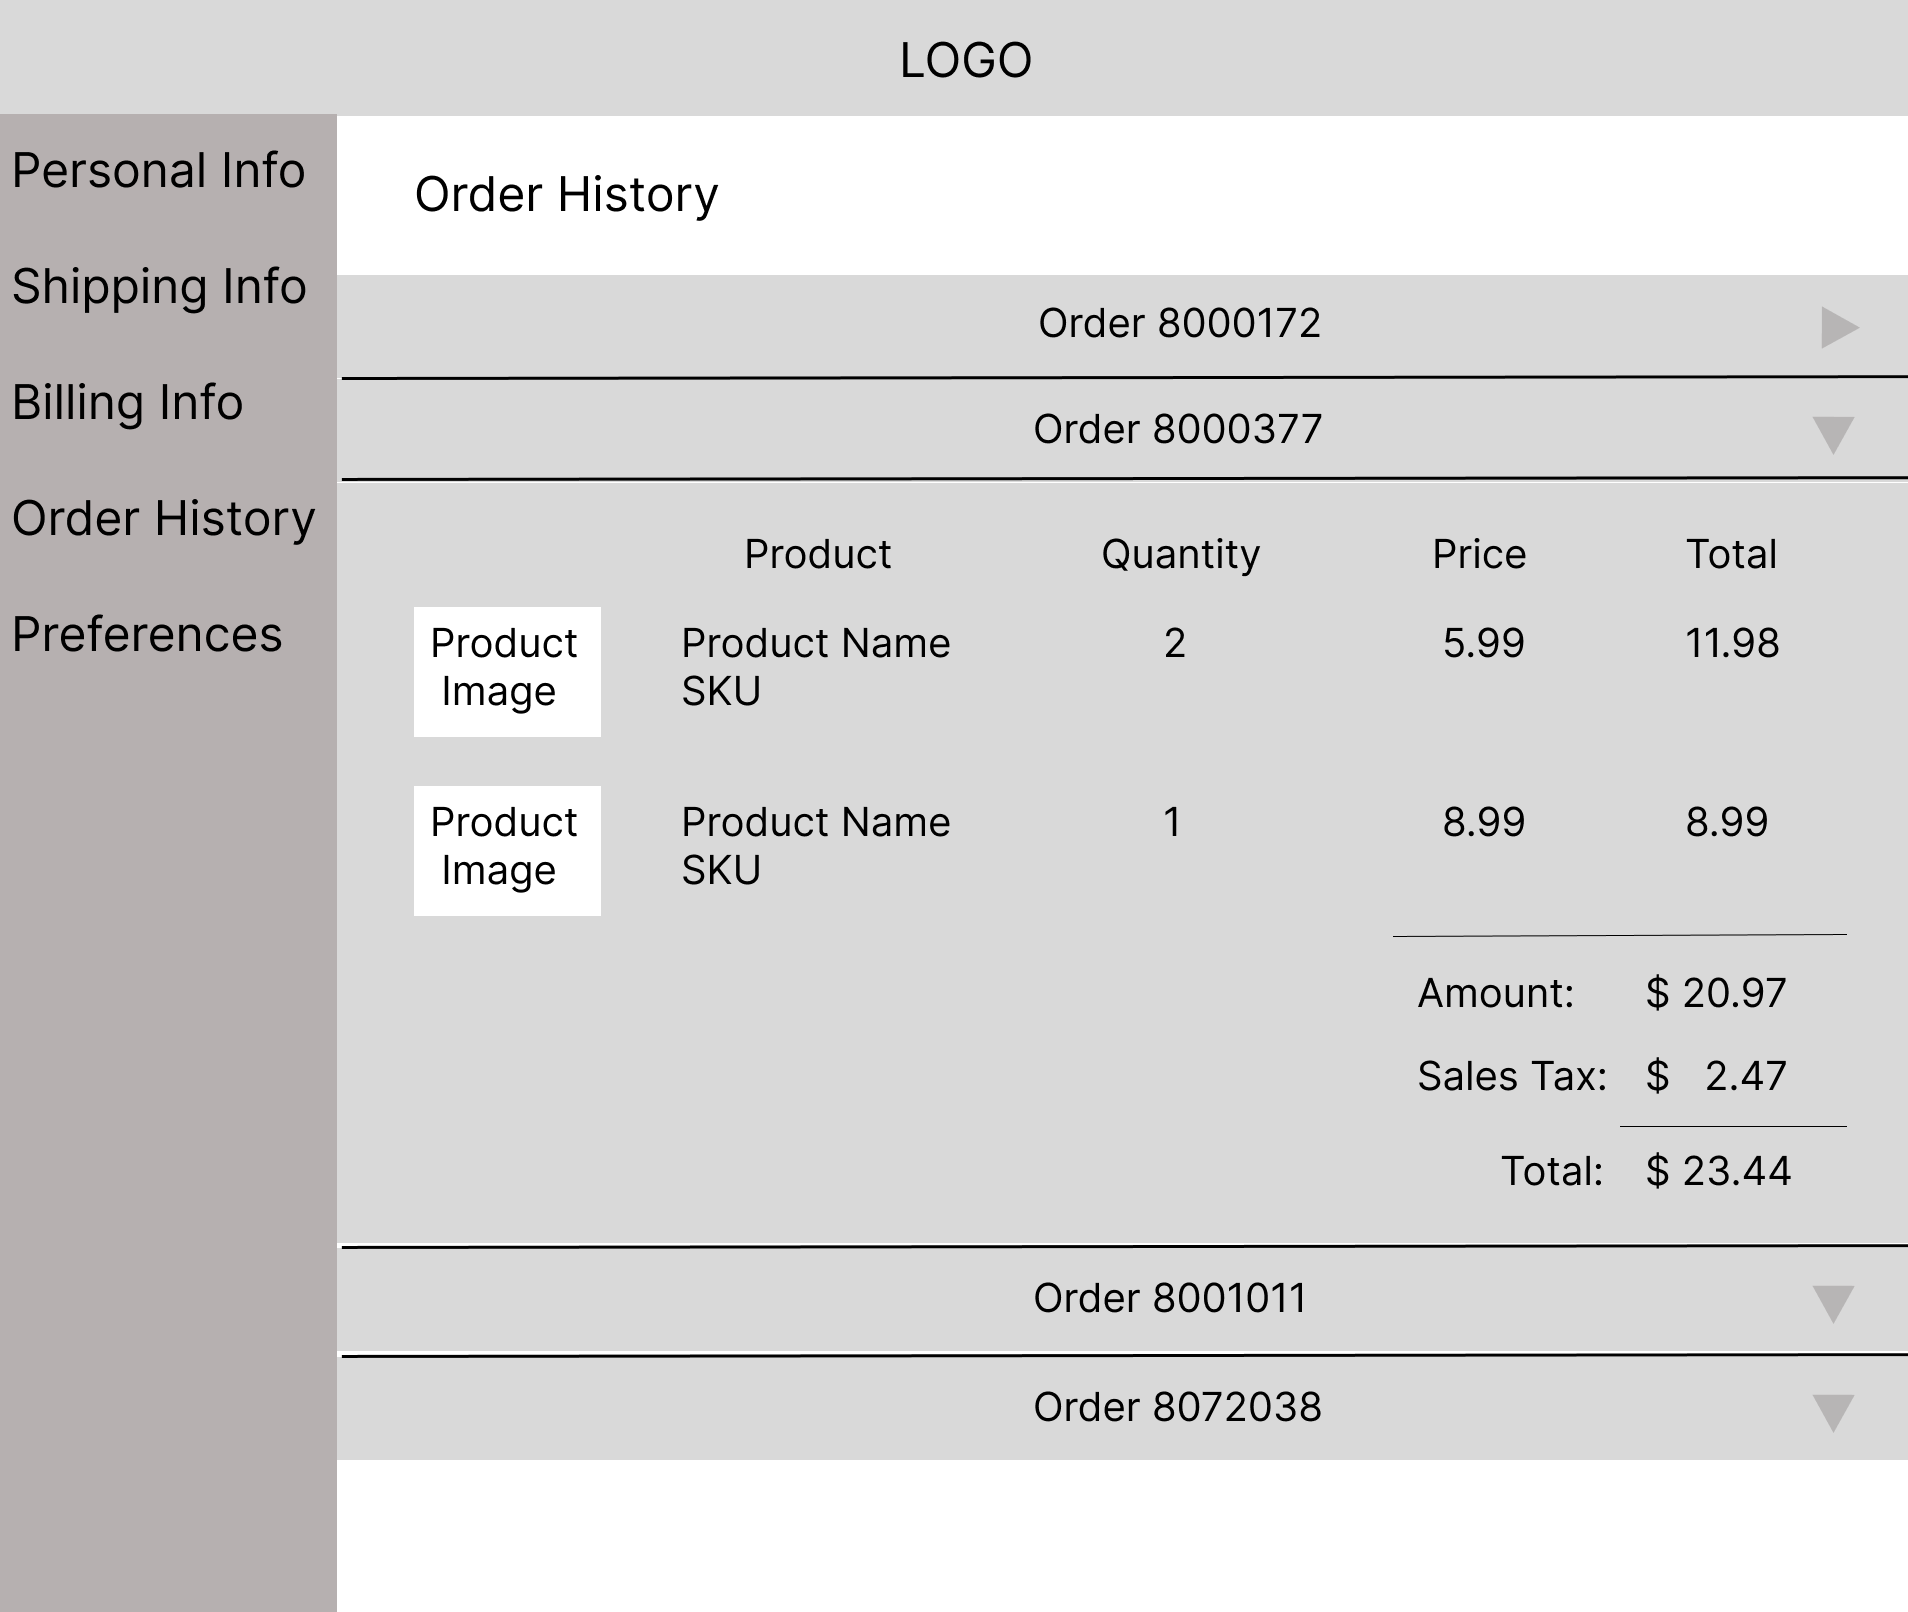 LOGO
Personal Info
Shipping Info
Billing Info
Order History
Preferences
Order History
Order 8000172
Order 8000377
Product Quantity Price Total
Product Image Product Name SKU 2 5.99 11.98
Product Image Product Name SKU 1 8.99 8.99
Amount: $ 20.97
Sales Tax: $ 2.47
Total: $ 23.44
Order 8001011
Order 8072038